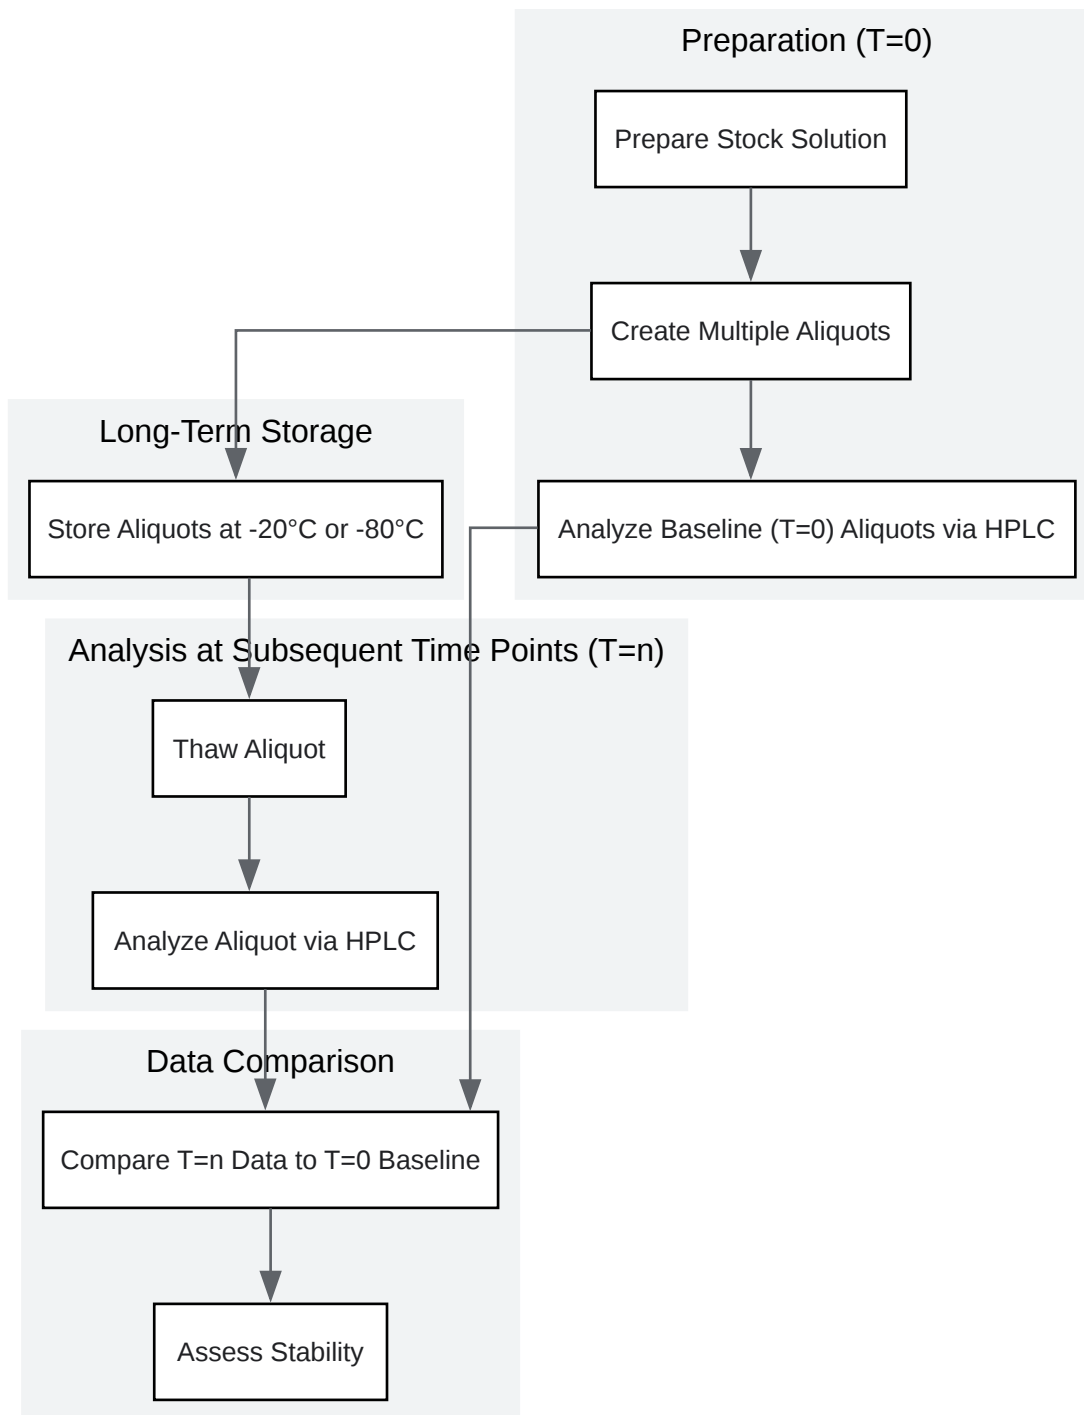 Preparation (T=0)
Prepare Stock Solution
Create Multiple Aliquots
Analyze Baseline (T=0) Aliquots via HPLC
Long-Term Storage
Store Aliquots at -20°C or -80°C
Analysis at Subsequent Time Points (T=n)
Thaw Aliquot
Analyze Aliquot via HPLC
Data Comparison
Compare T=n Data to T=0 Baseline
Assess Stability